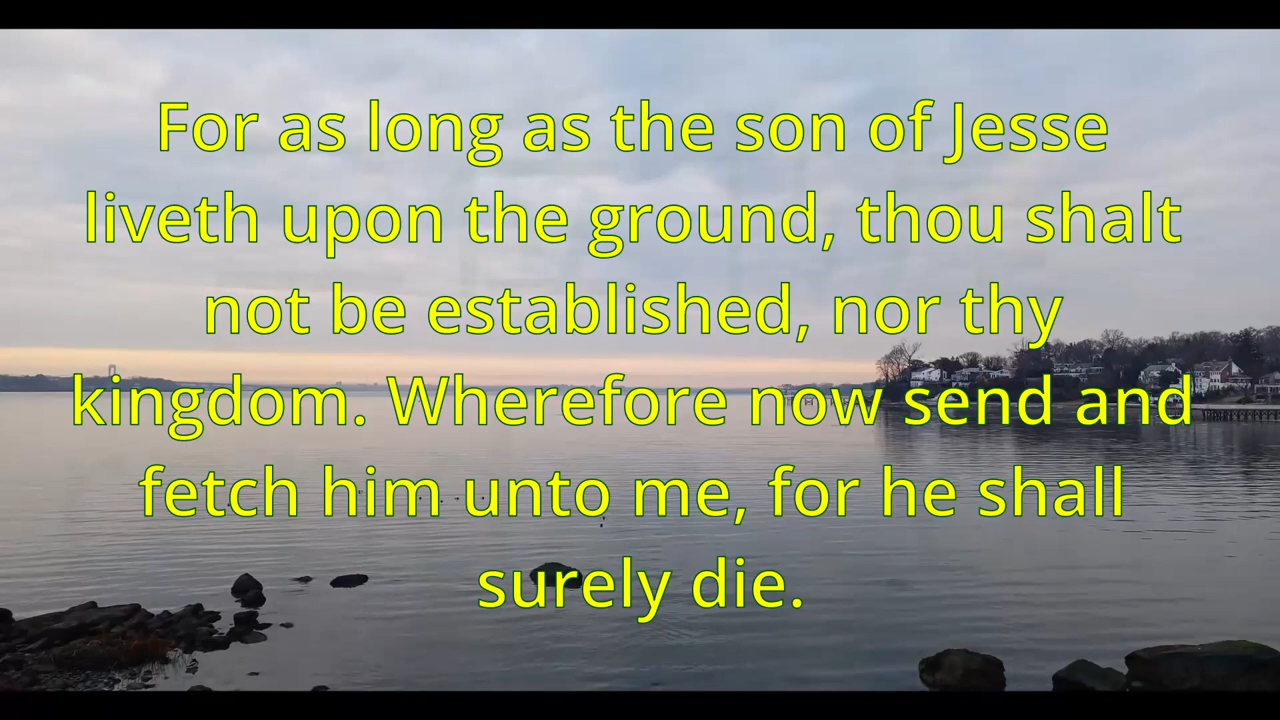 For as long as the son of Jesse
liveth upon the ground, thou shalt
not be established, nor thy
kingdom. Wherefore now send and
fetch him unto me, for he shall
surely die.